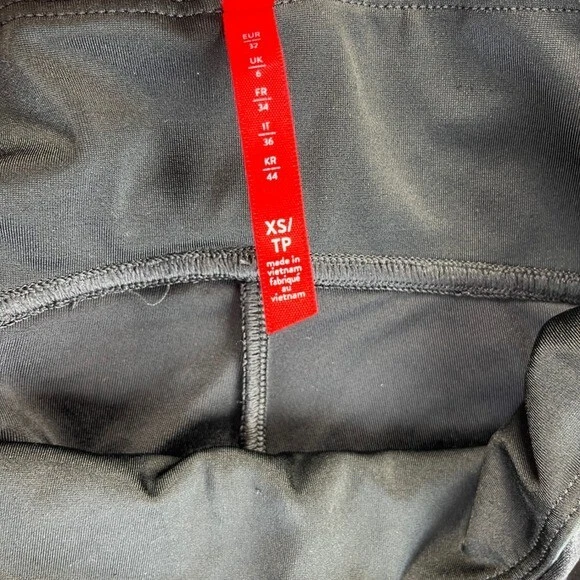 EUR
32
UK
6
FR
34
IT
36
KR
44
XS/
TP
made in
vietnam
fabriqué
au
vietnam